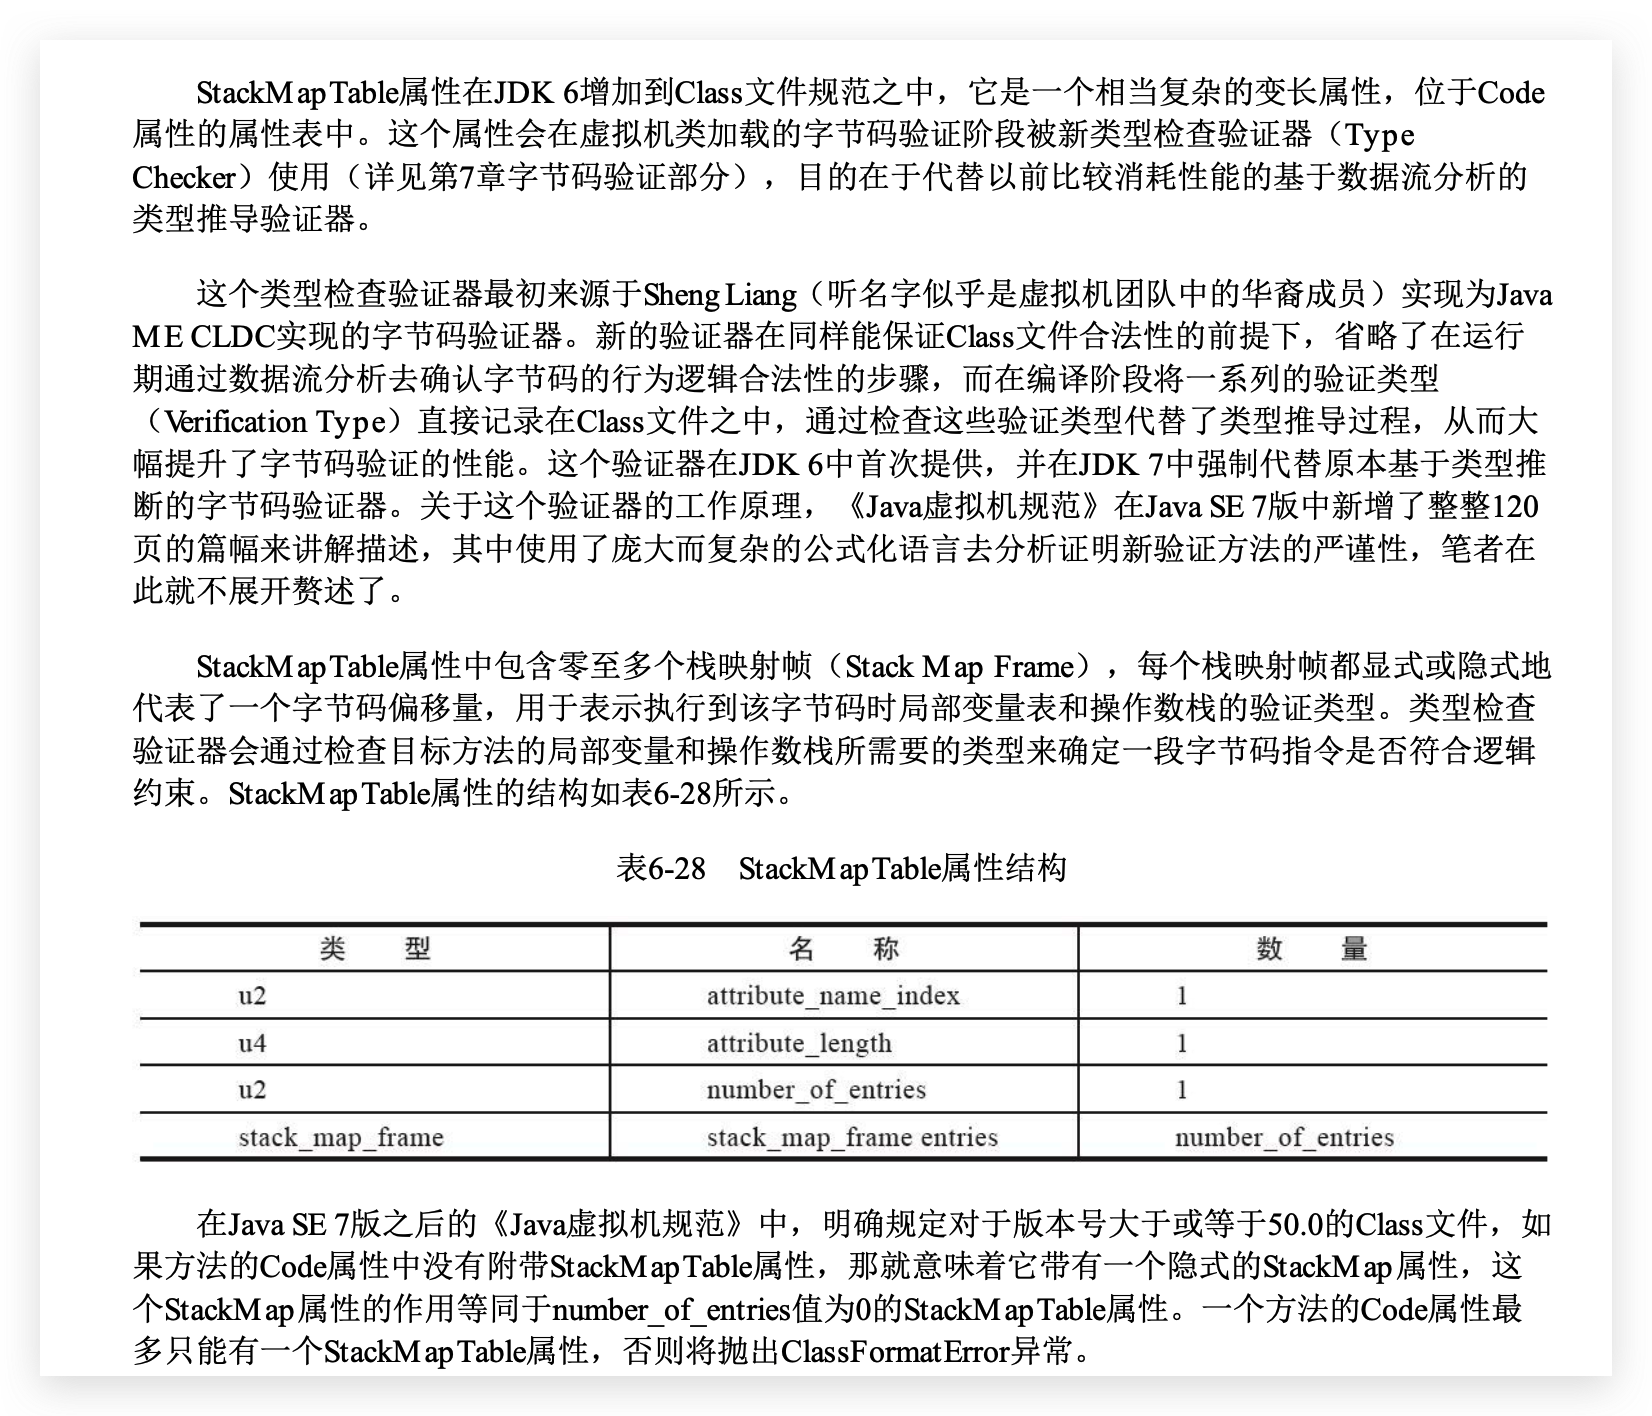 StackMapTable属性在JDK 6增加到Class文件规范之中，它是一个相当复杂的变长属性，位于Code
属性的属性表中。这个属性会在虚拟机类加载的字节码验证阶段被新类型检查验证器（Type
Checker）使用（详见第7章字节码验证部分），目的在于代替以前比较消耗性能的基于数据流分析的
类型推导验证器。
这个类型检查验证器最初来源于Sheng Liang（听名字似乎是虚拟机团队中的华裔成员）实现为Java
ME CLDC实现的字节码验证器。新的验证器在同样能保证Class文件合法性的前提下，省略了在运行
期通过数据流分析去确认字节码的行为逻辑合法性的步骤，而在编译阶段将一系列的验证类型
（Verification Type）直接记录在Class文件之中，通过检查这些验证类型代替了类型推导过程，从而大
幅提升了字节码验证的性能。这个验证器在JDK 6中首次提供，并在JDK 7中强制代替原本基于类型推
断的字节码验证器。关于这个验证器的工作原理，《Java虚拟机规范》在Java SE 7版中新增了整整120
页的篇幅来讲解描述，其中使用了庞大而复杂的公式化语言去分析证明新验证方法的严谨性，笔者在
此就不展开赘述了。
StackMapTable属性中包含零至多个栈映射帧（Stack Map Frame），每个栈映射帧都显式或隐式地
代表了一个字节码偏移量，用于表示执行到该字节码时局部变量表和操作数栈的验证类型。类型检查
验证器会通过检查目标方法的局部变量和操作数栈所需要的类型来确定一段字节码指令是否符合逻辑
约束。StackMapTable属性的结构如表6-28所示。
表6-28 StackMapTable属性结构
类 型 名 称 数 量
u2 attribute_name_index 1
u4 attribute_length 1
u2 number_of_entries 1
stack_map_frame stack_map_frame entries number_of_entries
在Java SE 7版之后的《Java虚拟机规范》中，明确规定对于版本号大于或等于50.0的Class文件，如
果方法的Code属性中没有附带StackMapTable属性，那就意味着它带有一个隐式的StackMap属性，这
个StackMap属性的作用等同于number_of_entries值为0的StackMapTable属性。一个方法的Code属性最
多只能有一个StackMapTable属性，否则将抛出ClassFormatError异常。